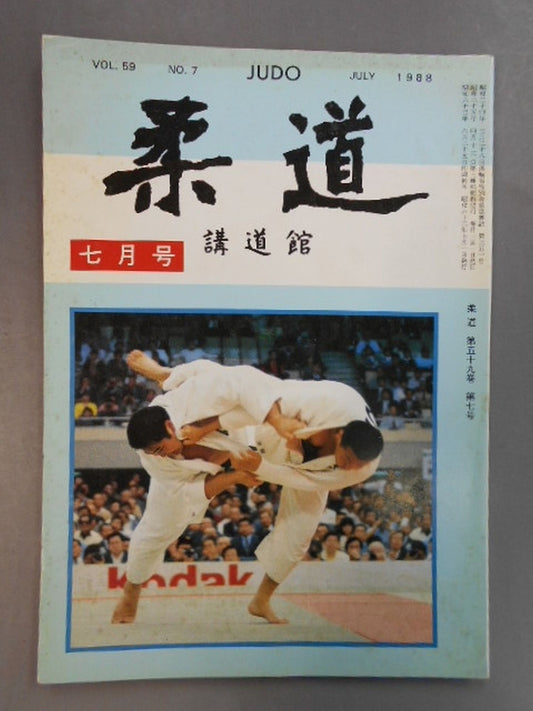 VOL. 59 NO. 7 JUDO JULY 1988
柔道
講道館
七月号
柔道 第五十九巻 第七号
kodak